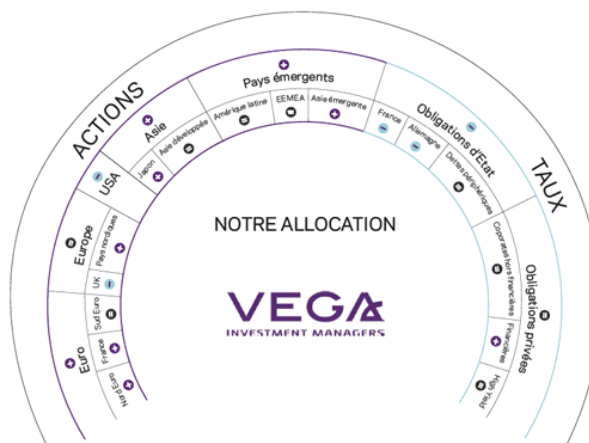 ACTIONS
Euro
Nord Euro
France
Sud Euro
Europe
UK
Pays nordiques
USA
Asie
Japon
Asie développée
Pays émergents
Amérique latine
EEMEA
Asie émergente
TAUX
Obligations d'Etat
France
Allemagne
Dettes périphériques
Obligations privées
Corporates hors financières
Financières
High Yield
NOTRE ALLOCATION
VEGA
INVESTMENT MANAGERS